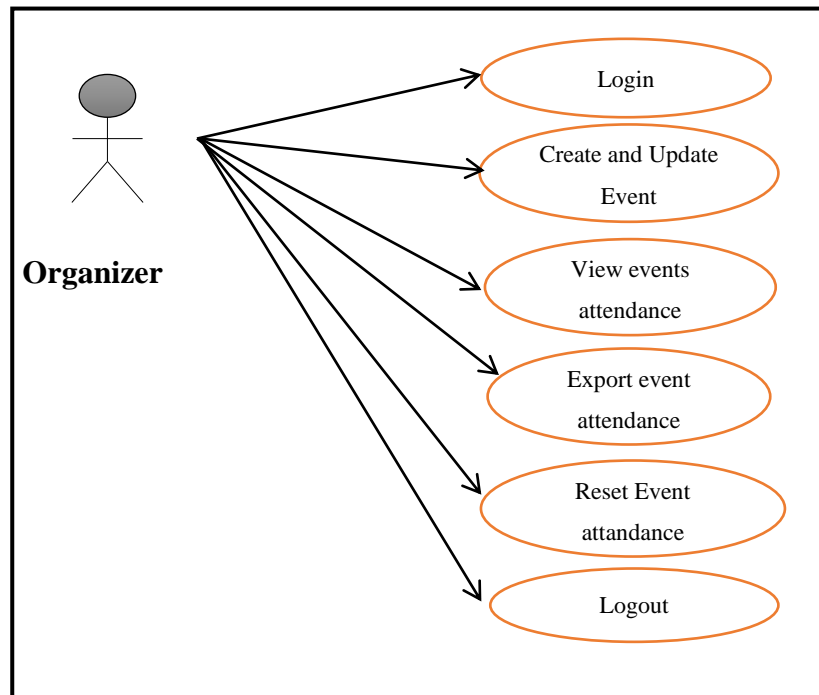 Login
Create and Update
Event
Organizer
View events
attendance
Export event
attendance
Reset Event
attandance
Logout